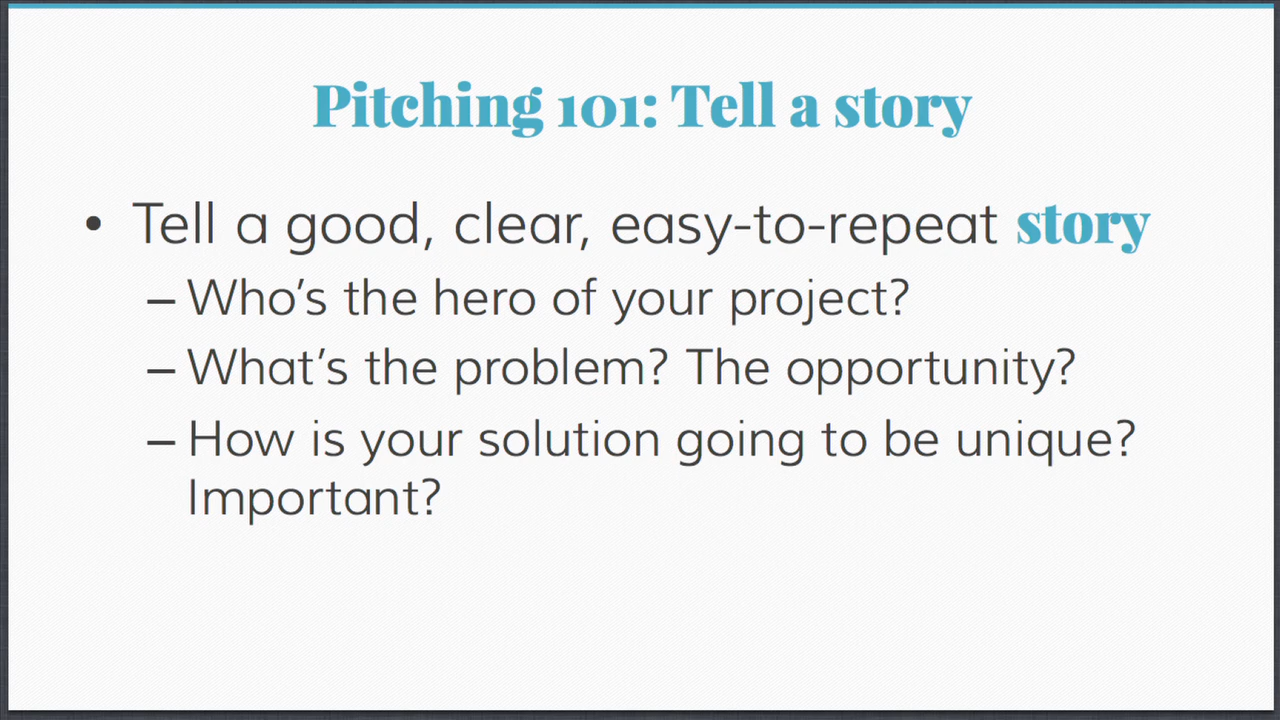 Pitching 101: Tell a story
• Tell a good, clear, easy-to-repeat story
– Who’s the hero of your project?
– What’s the problem? The opportunity?
– How is your solution going to be unique?
Important?